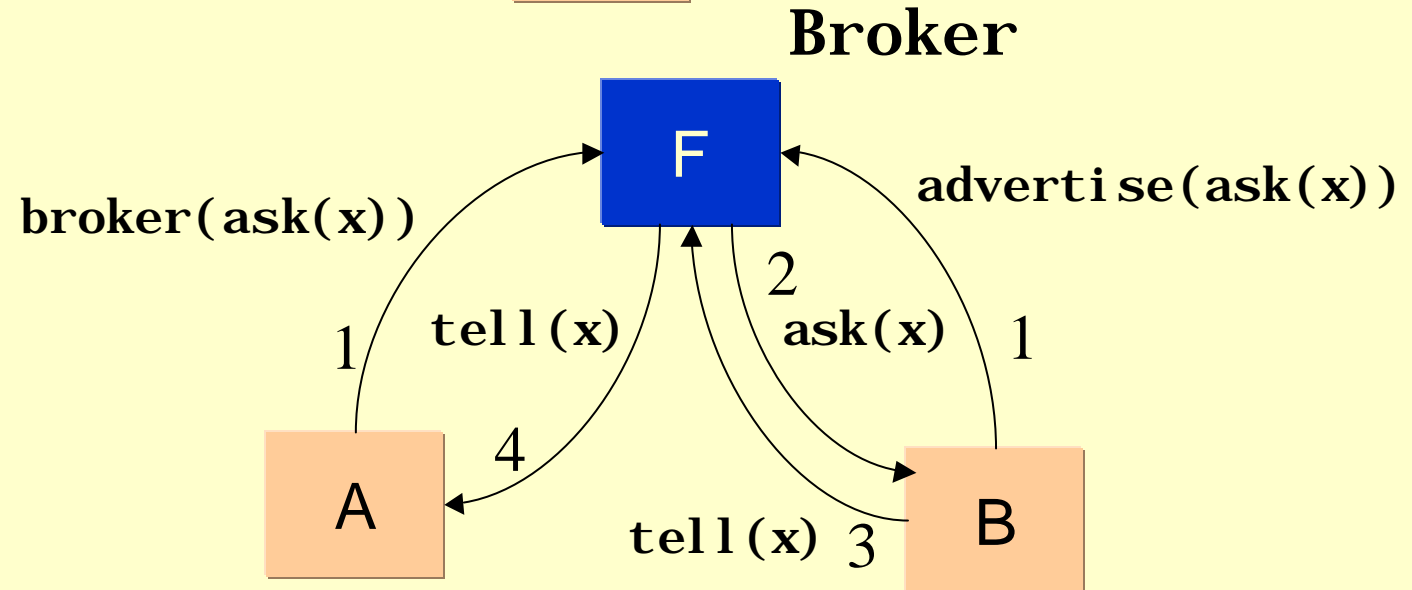 Broker
F
advertise(ask(x))
broker(ask(x))
2
tell(x)
ask(x)
1
1
4
A
B
tell(x) 3